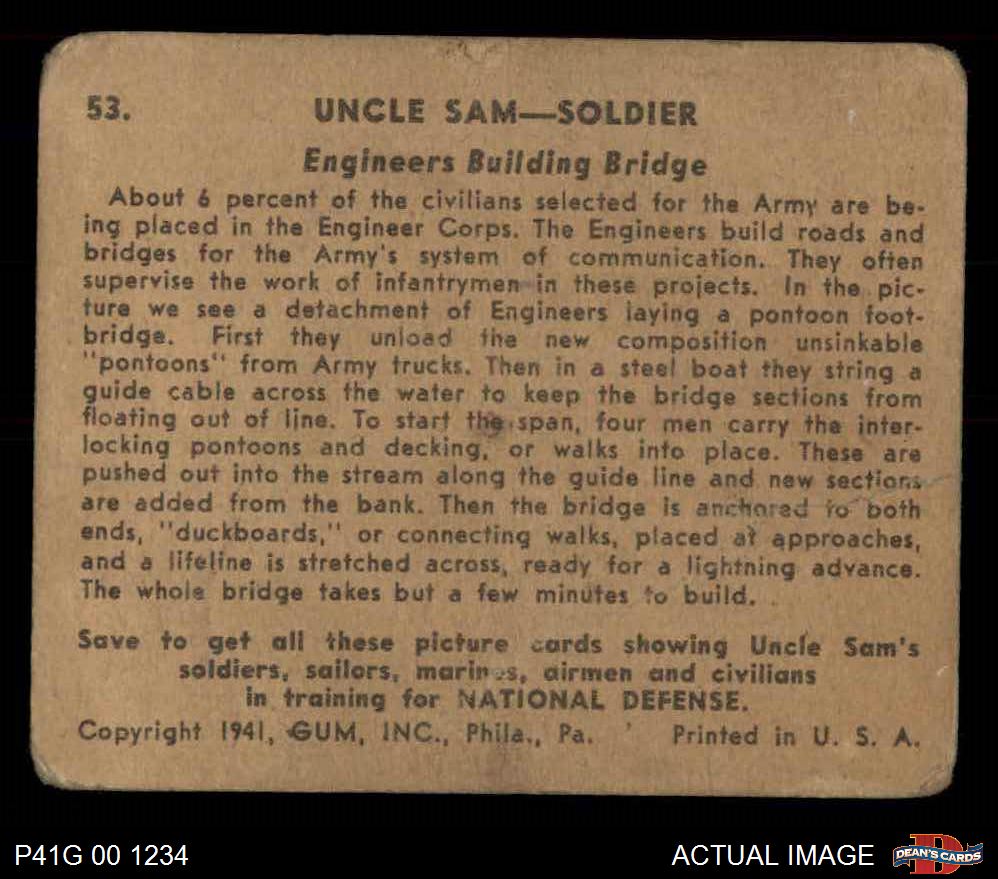 53.
UNCLE SAM—SOLDIER
Engineers Building Bridge
About 6 percent of the civilians selected for the Army are be-
ing placed in the Engineer Corps. The Engineers build roads and
bridges for the Army's system of communication. They often
supervise the work of infantrymen in these projects. In the pic-
ture we see a detachment of Engineers laying a pontoon foot-
bridge. First they unload the new composition unsinkable
"pontoons" from Army trucks. Then in a steel boat they string a
guide cable across the water to keep the bridge sections from
floating out of line. To start the span, four men carry the inter-
locking pontoons and decking, or walks into place. These are
pushed out into the stream along the guide line and new sections
are added from the bank. Then the bridge is anchored to both
ends, "duckboards," or connecting walks, placed at approaches,
and a lifeline is stretched across, ready for a lightning advance.
The whole bridge takes but a few minutes to build.
Save to get all these picture cards showing Uncle Sam's
soldiers, sailors, marines, airmen and civilians
in training for NATIONAL DEFENSE.
Copyright 1941, GUM, INC., Phila., Pa. Printed in U. S. A.
P41G 00 1234
ACTUAL IMAGE
DEAN'S CARDS